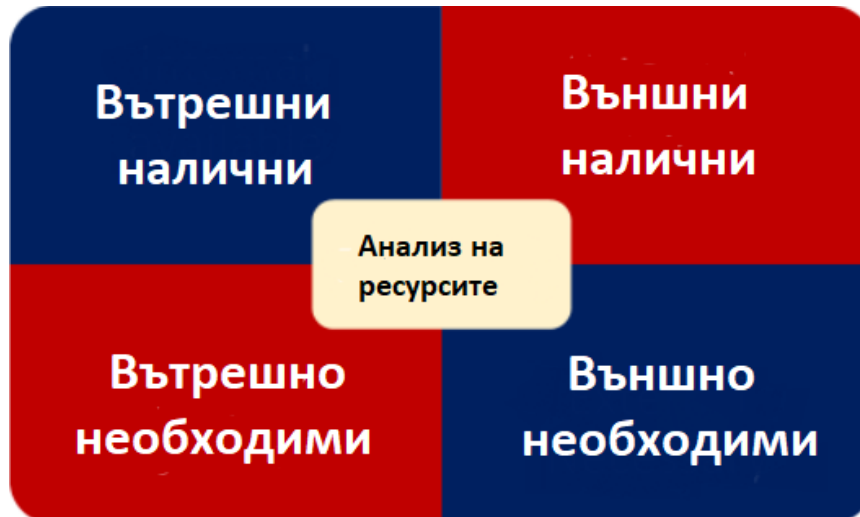 Вътрешни
налични
Външни
налични
Анализ на
ресурсите
Вътрешно
необходими
Външно
необходими